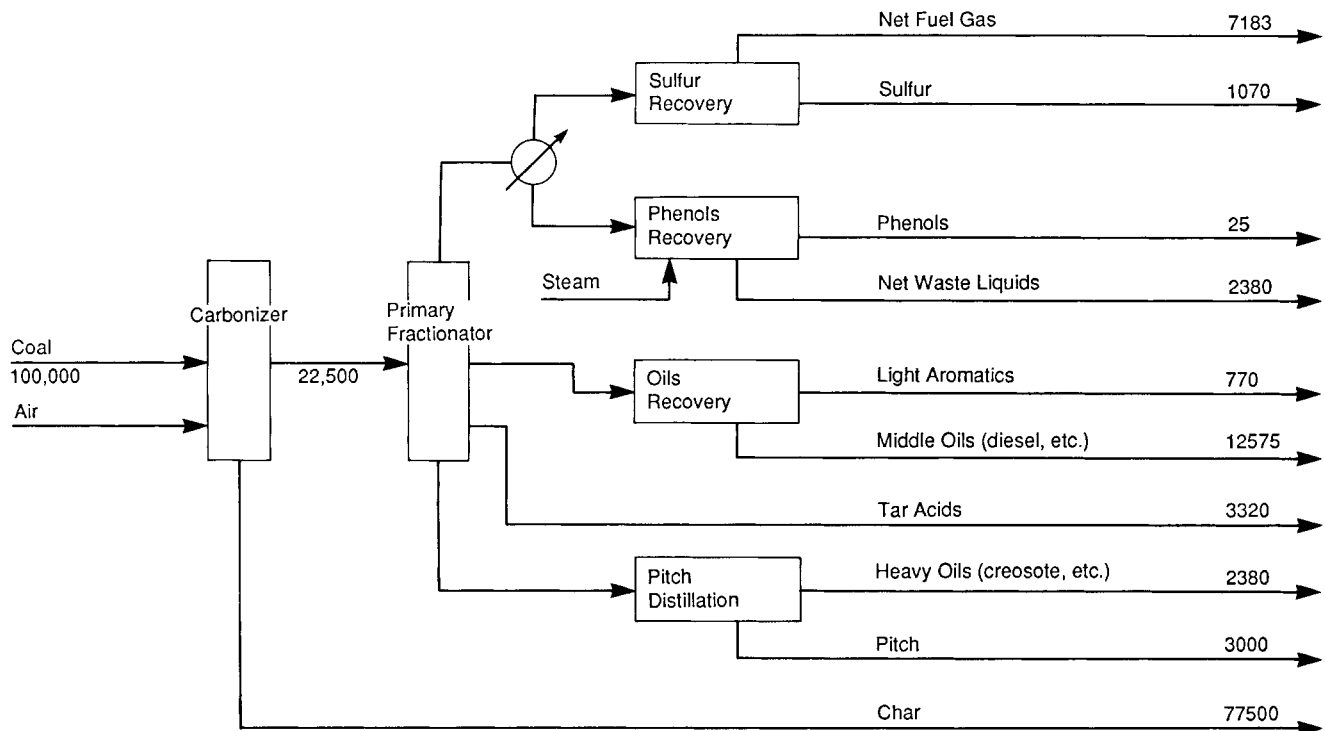 Net Fuel Gas 7183
Sulfur
Recovery
Sulfur 1070
Phenols
Recovery
Phenols 25
Steam
Net Waste Liquids 2380
Carbonizer
Primary
Fractionator
Coal
100,000
22,500
Air
Oils
Recovery
Light Aromatics 770
Middle Oils (diesel, etc.) 12575
Tar Acids 3320
Pitch
Distillation
Heavy Oils (creosote, etc.) 2380
Pitch 3000
Char 77500